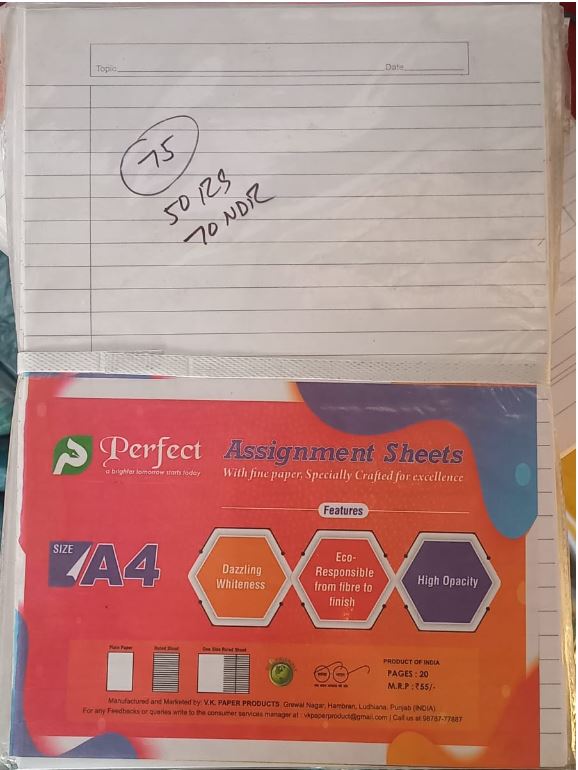 Topic Date
75
50 RS
70 NDR
Perfect
a brighter tomorrow starts today
Assignment Sheets
With fine paper, Specially Crafted for excellence
Features
SIZE A4
Dazzling
Whiteness
Eco-
Responsible
from fibre to
finish
High Opacity
Plain Paper Ruled Sheet One Side Ruled Sheet
PRODUCT OF INDIA
PAGES : 20
M.R.P : ₹55/-
Manufactured and Marketed by: V.K. PAPER PRODUCTS, Grewal Nagar, Hambran, Ludhiana, Punjab (INDIA)
For any Feedbacks or queries write to the consumer services manager at : vkpaperproduct@gmail.com | Call us at 98787-77887